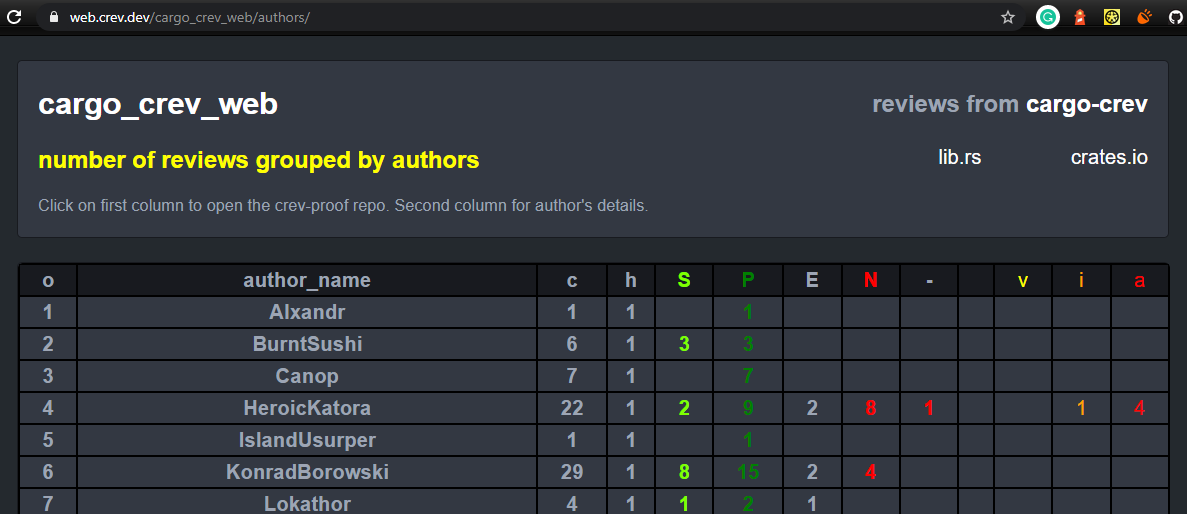 web.crev.dev/cargo_crev_web/authors/
cargo_crev_web reviews from cargo-crev
number of reviews grouped by authors lib.rs crates.io
Click on first column to open the crev-proof repo. Second column for author's details.
o author_name c h S P E N - v i a
1 Alxandr 1 1 1
2 BurntSushi 6 1 3 3
3 Canop 7 1 7
4 HeroicKatora 22 1 2 9 2 8 1 1 4
5 IslandUsurper 1 1 1
6 KonradBorowski 29 1 8 15 2 4
7 Lokathor 4 1 1 2 1